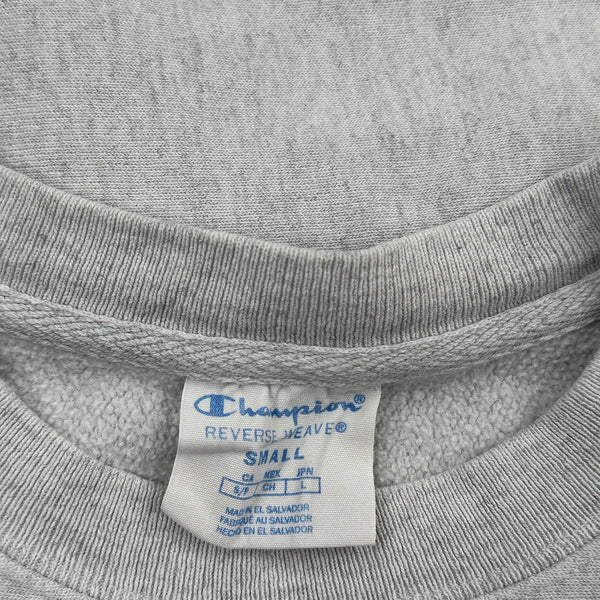 Champion®
REVERSE WEAVE®
SMALL
CA MEX JPN
S/P CH L
MADE IN EL SALVADOR
FABRIQUÉ AU SALVADOR
HECHO EN EL SALVADOR